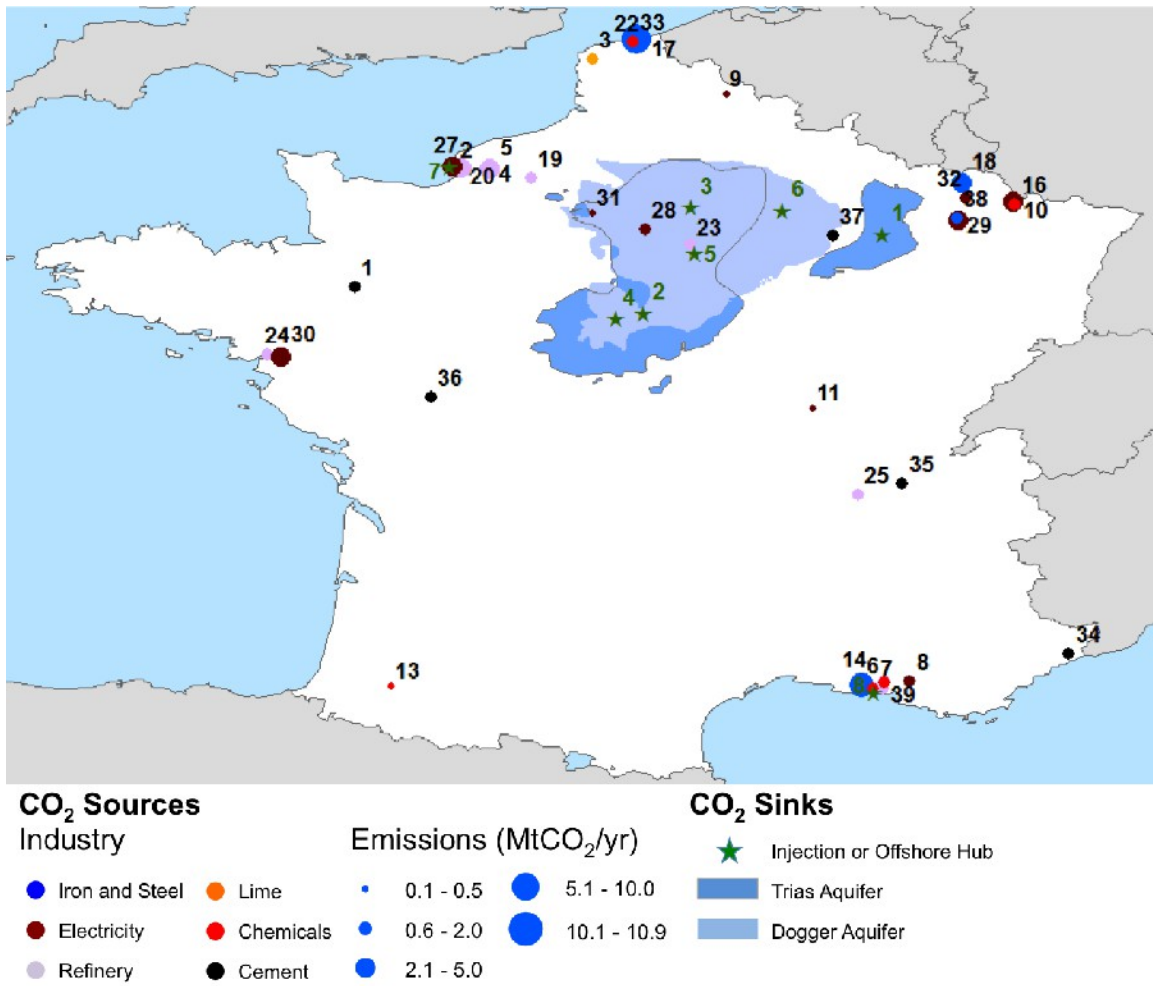 2233
3
17
9
27
2
5
7
20
4
19
18
32
38
16
10
29
31
3
6
28
23
37
1
5
1
4
2
2430
36
11
25
35
34
13
14
67
8
8
39
CO₂ Sources
Industry
Iron and Steel
Electricity
Refinery
Lime
Chemicals
Cement
Emissions (MtCO₂/yr)
0.1 - 0.5
0.6 - 2.0
2.1 - 5.0
5.1 - 10.0
10.1 - 10.9
CO₂ Sinks
Injection or Offshore Hub
Trias Aquifer
Dogger Aquifer